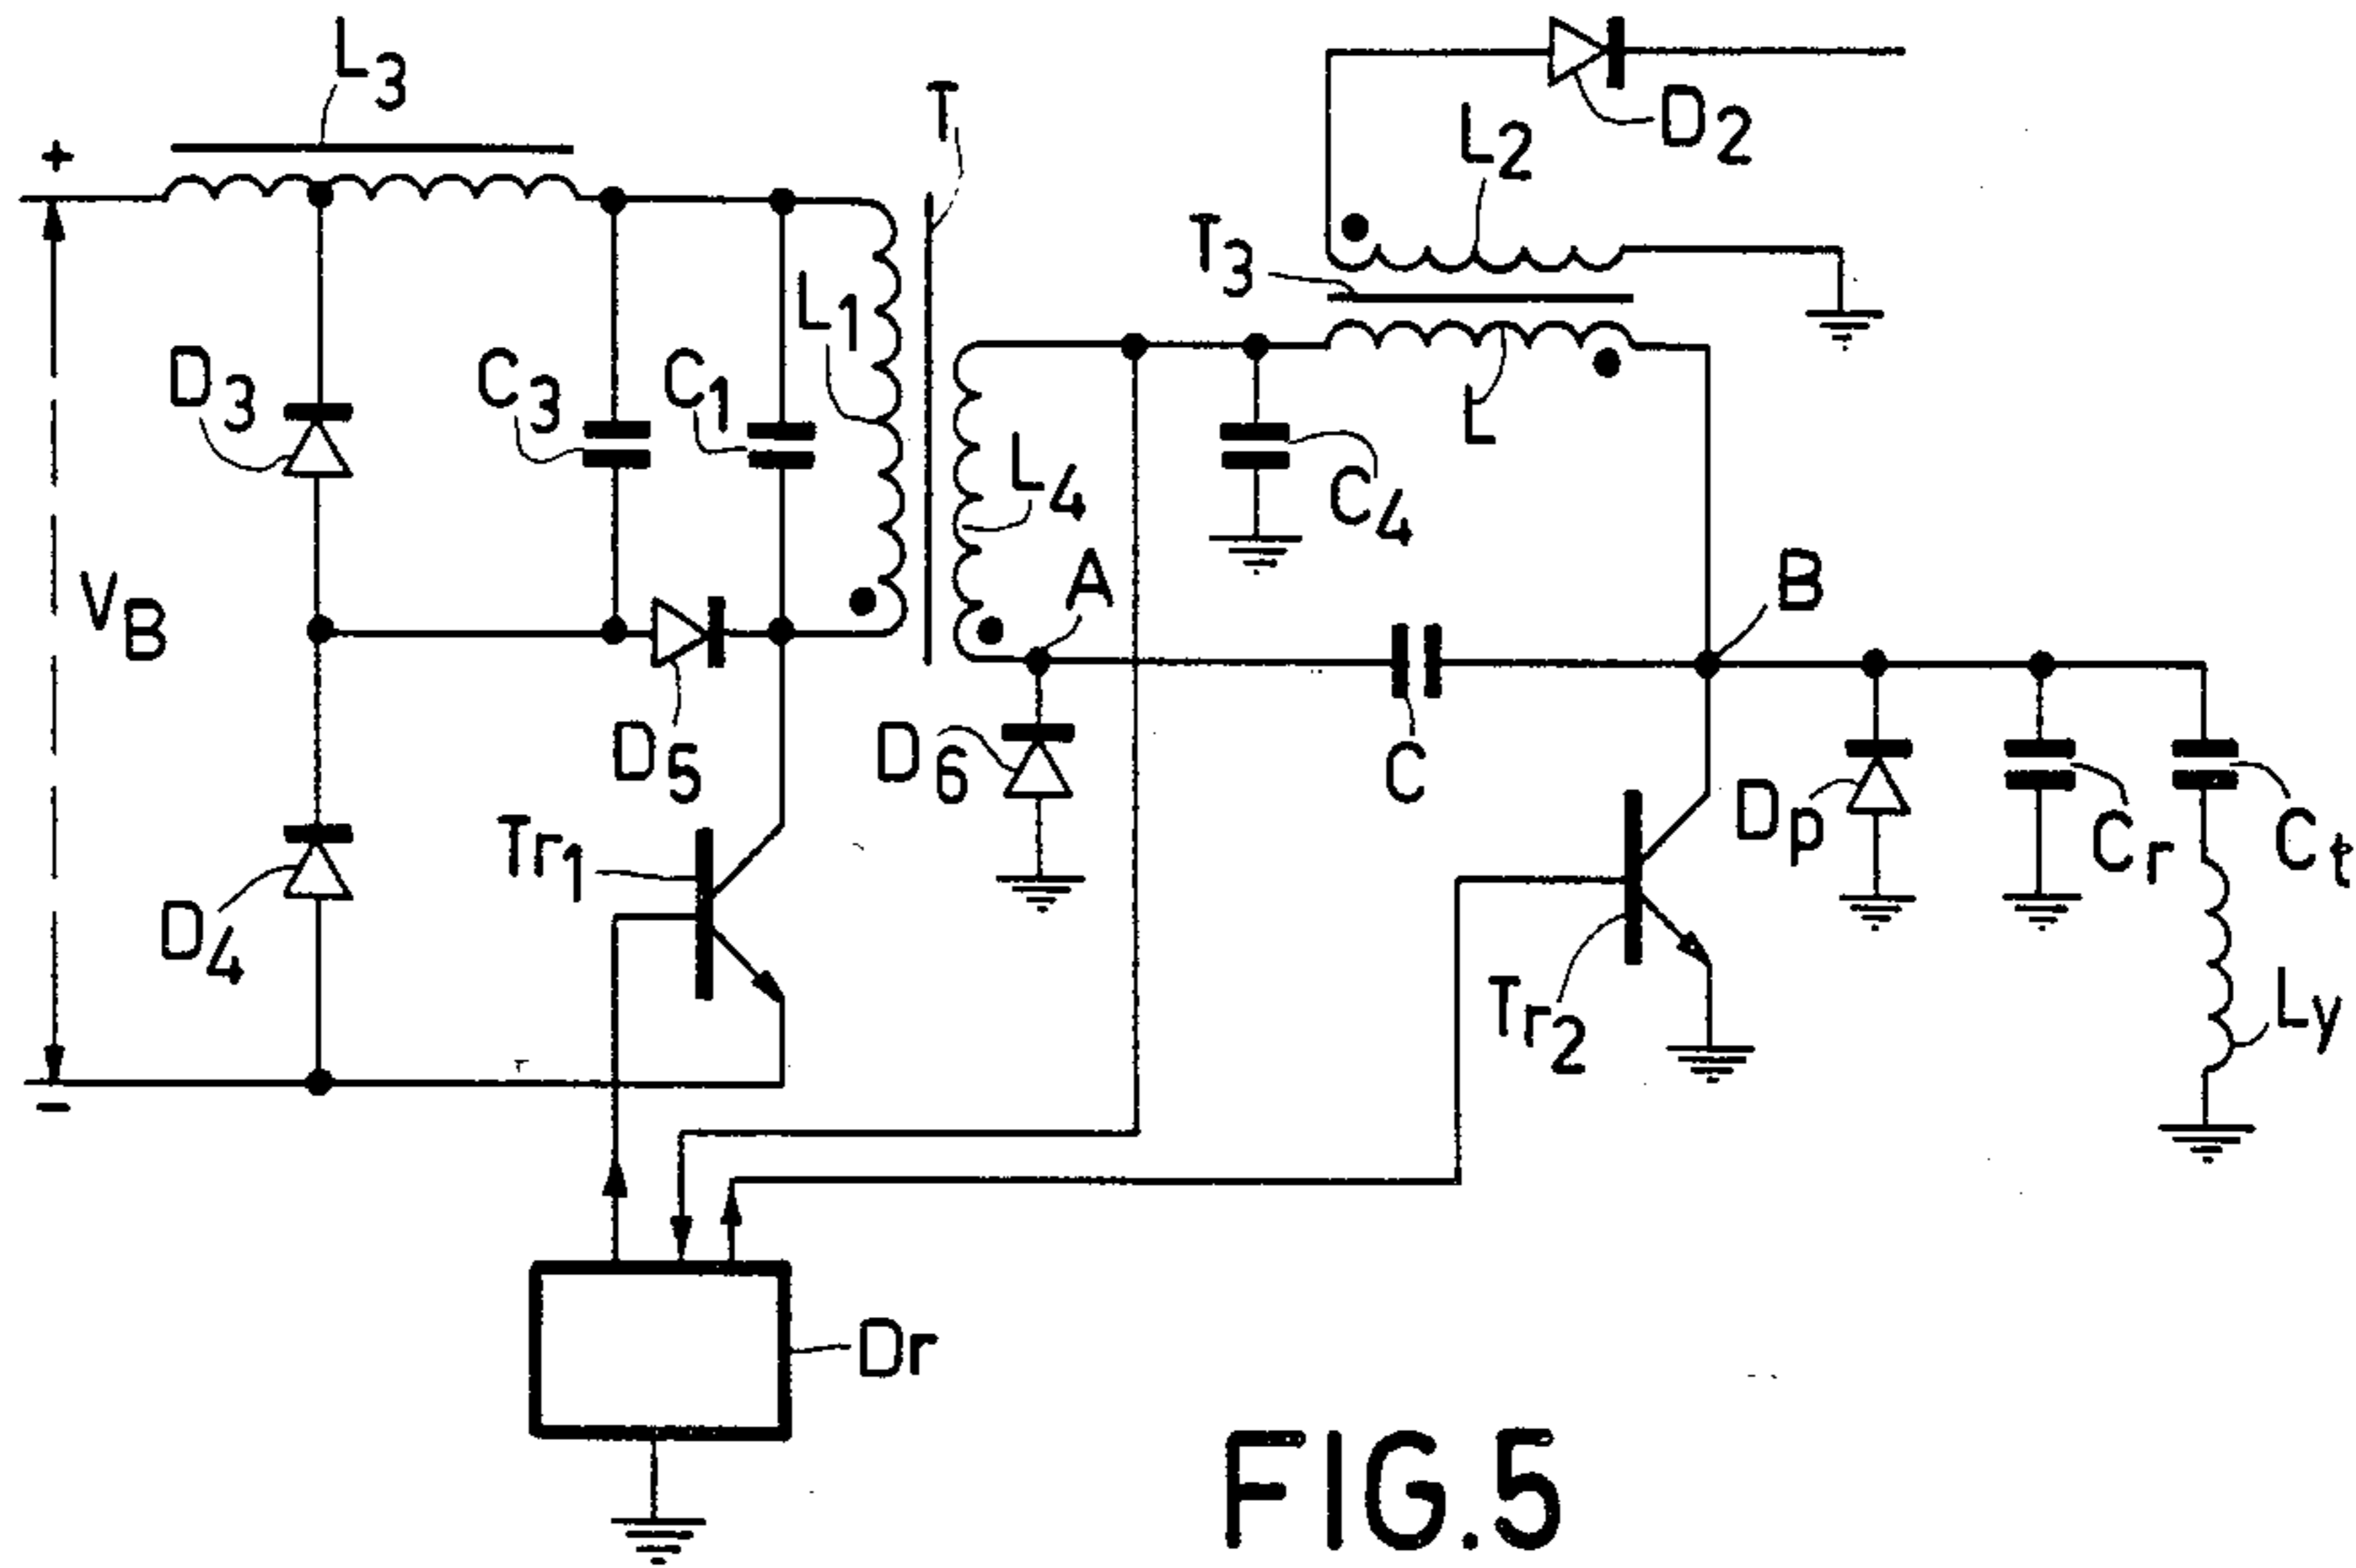 L3
T
D2
L2
T3
+
L1
D3
C3
C1
L
L4
C4
A
B
VB
D5
D6
C
Dp
Cr
Ct
Tr1
D4
Tr2
Ly
−
Dr
FIG.5